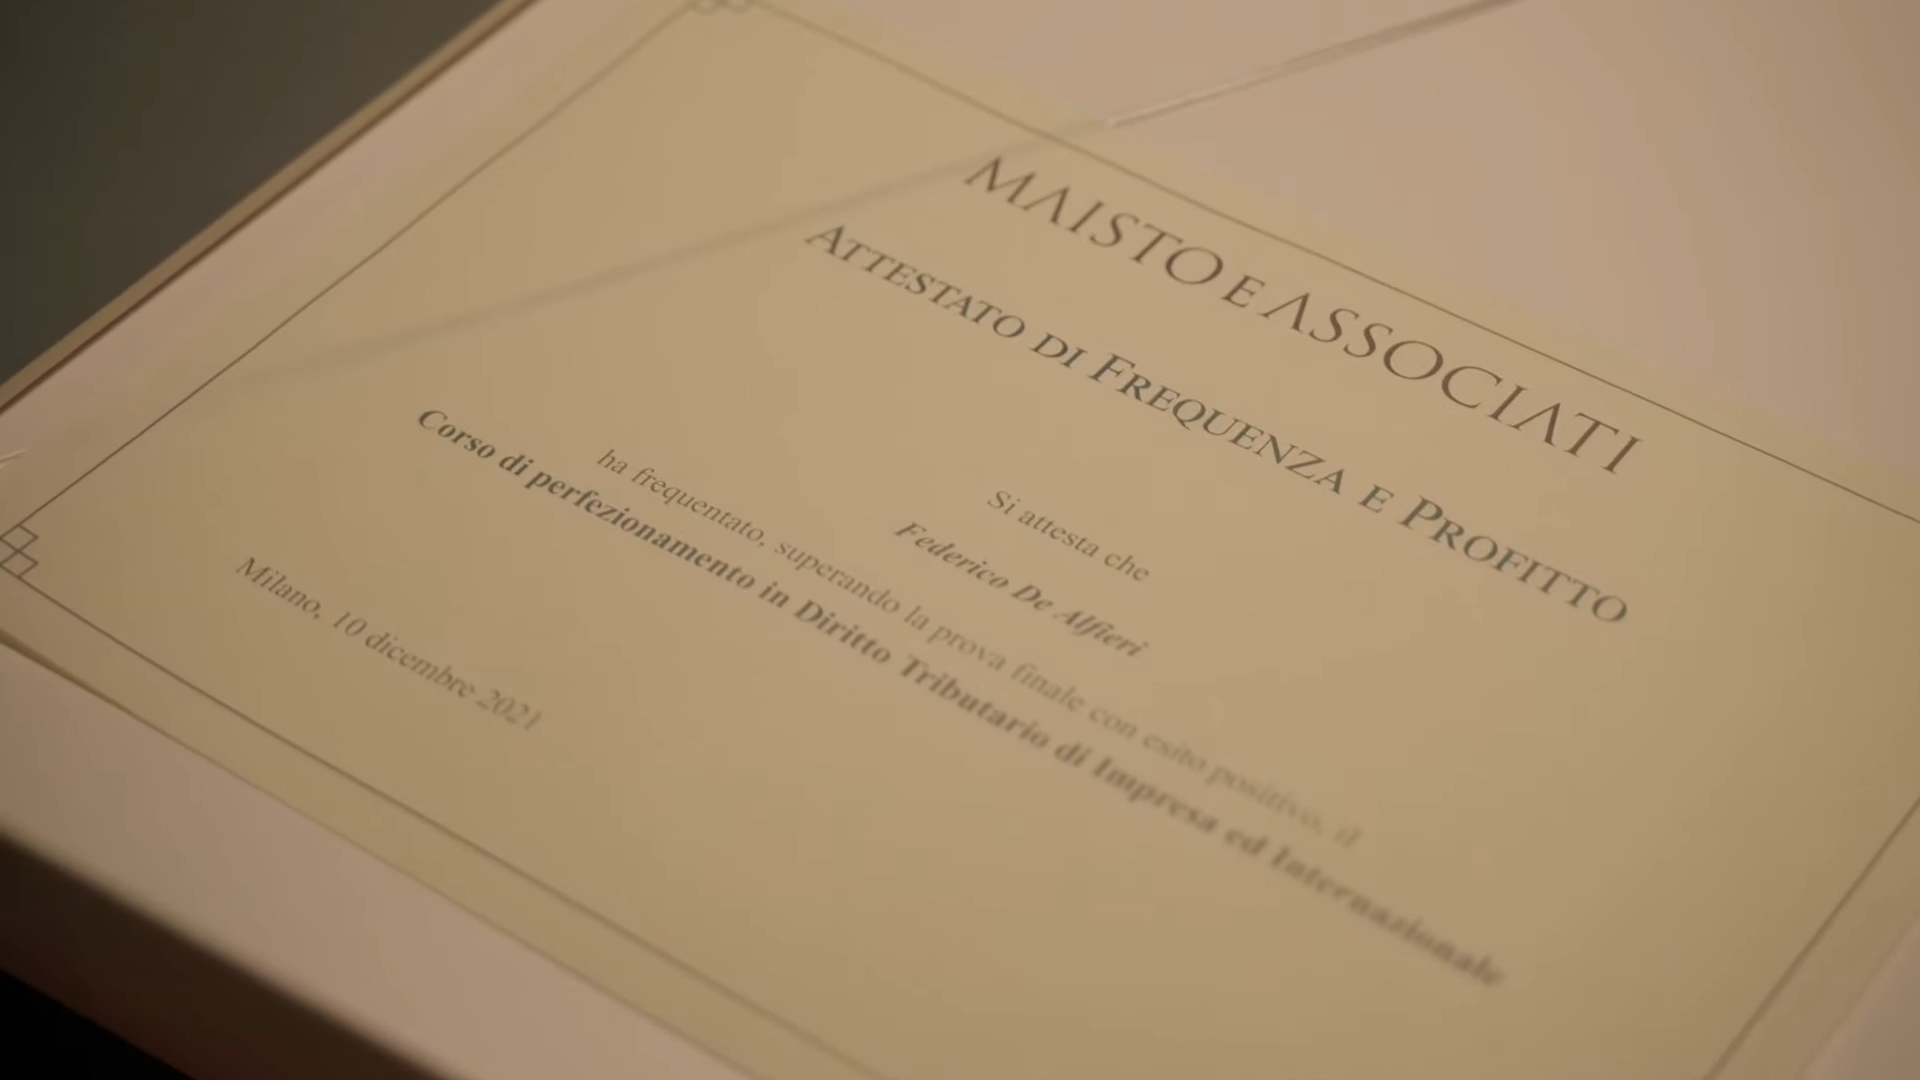 MAISTO E ASSOCIATI
ATTESTATO DI FREQUENZA E PROFITTO
Si attesta che
Federico De Alfieri
ha frequentato, superando la prova finale con esito positivo, il
Corso di perfezionamento in Diritto Tributario di Impresa ed Internazionale
Milano, 10 dicembre 2021